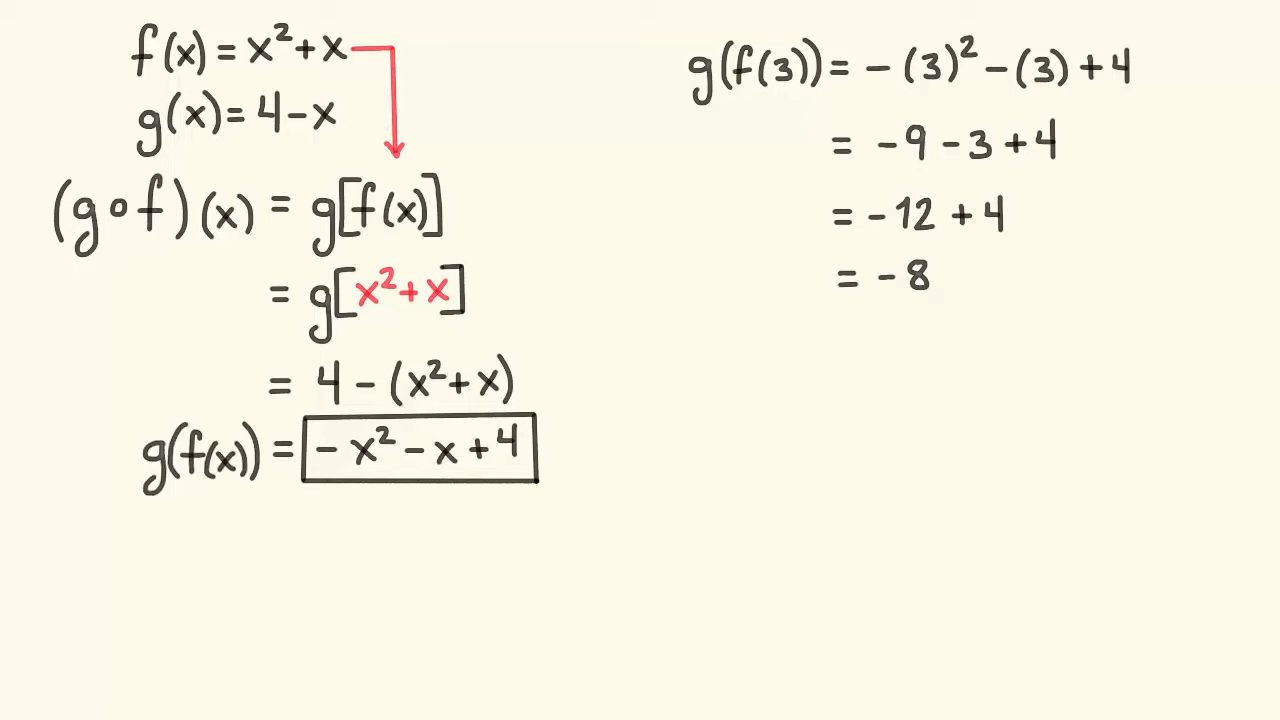 f(x) = x² + x
g(x) = 4 - x
(g∘f)(x) = g[f(x)]
= g[x² + x]
= 4 - (x² + x)
g(f(x)) = - x² - x + 4
g(f(3)) = - (3)² - (3) + 4
= - 9 - 3 + 4
= - 12 + 4
= - 8